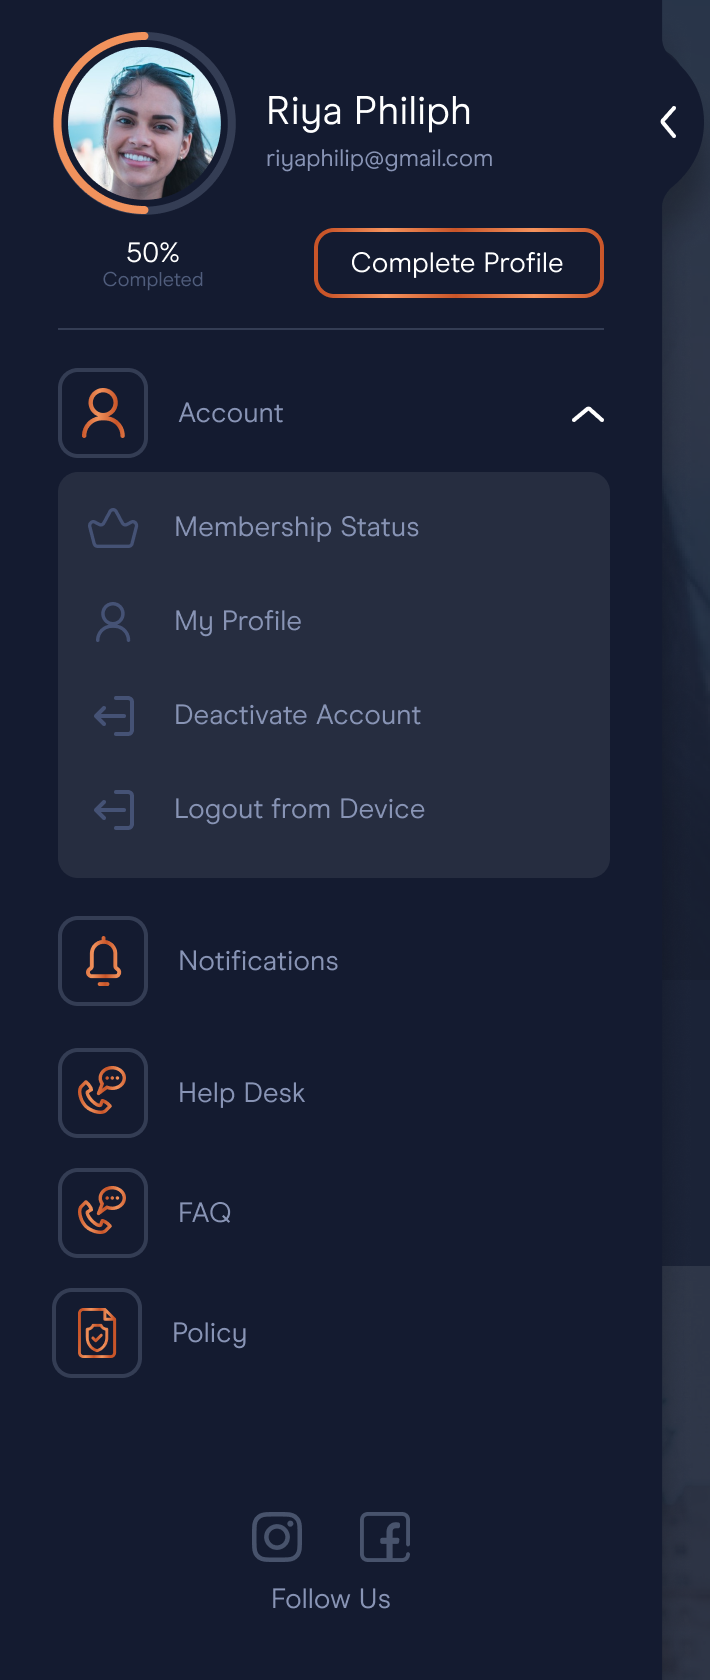 Riya Philiph
riyaphilip@gmail.com
50%
Completed
Complete Profile
Account
Membership Status
My Profile
Deactivate Account
Logout from Device
Notifications
Help Desk
FAQ
Policy
Follow Us